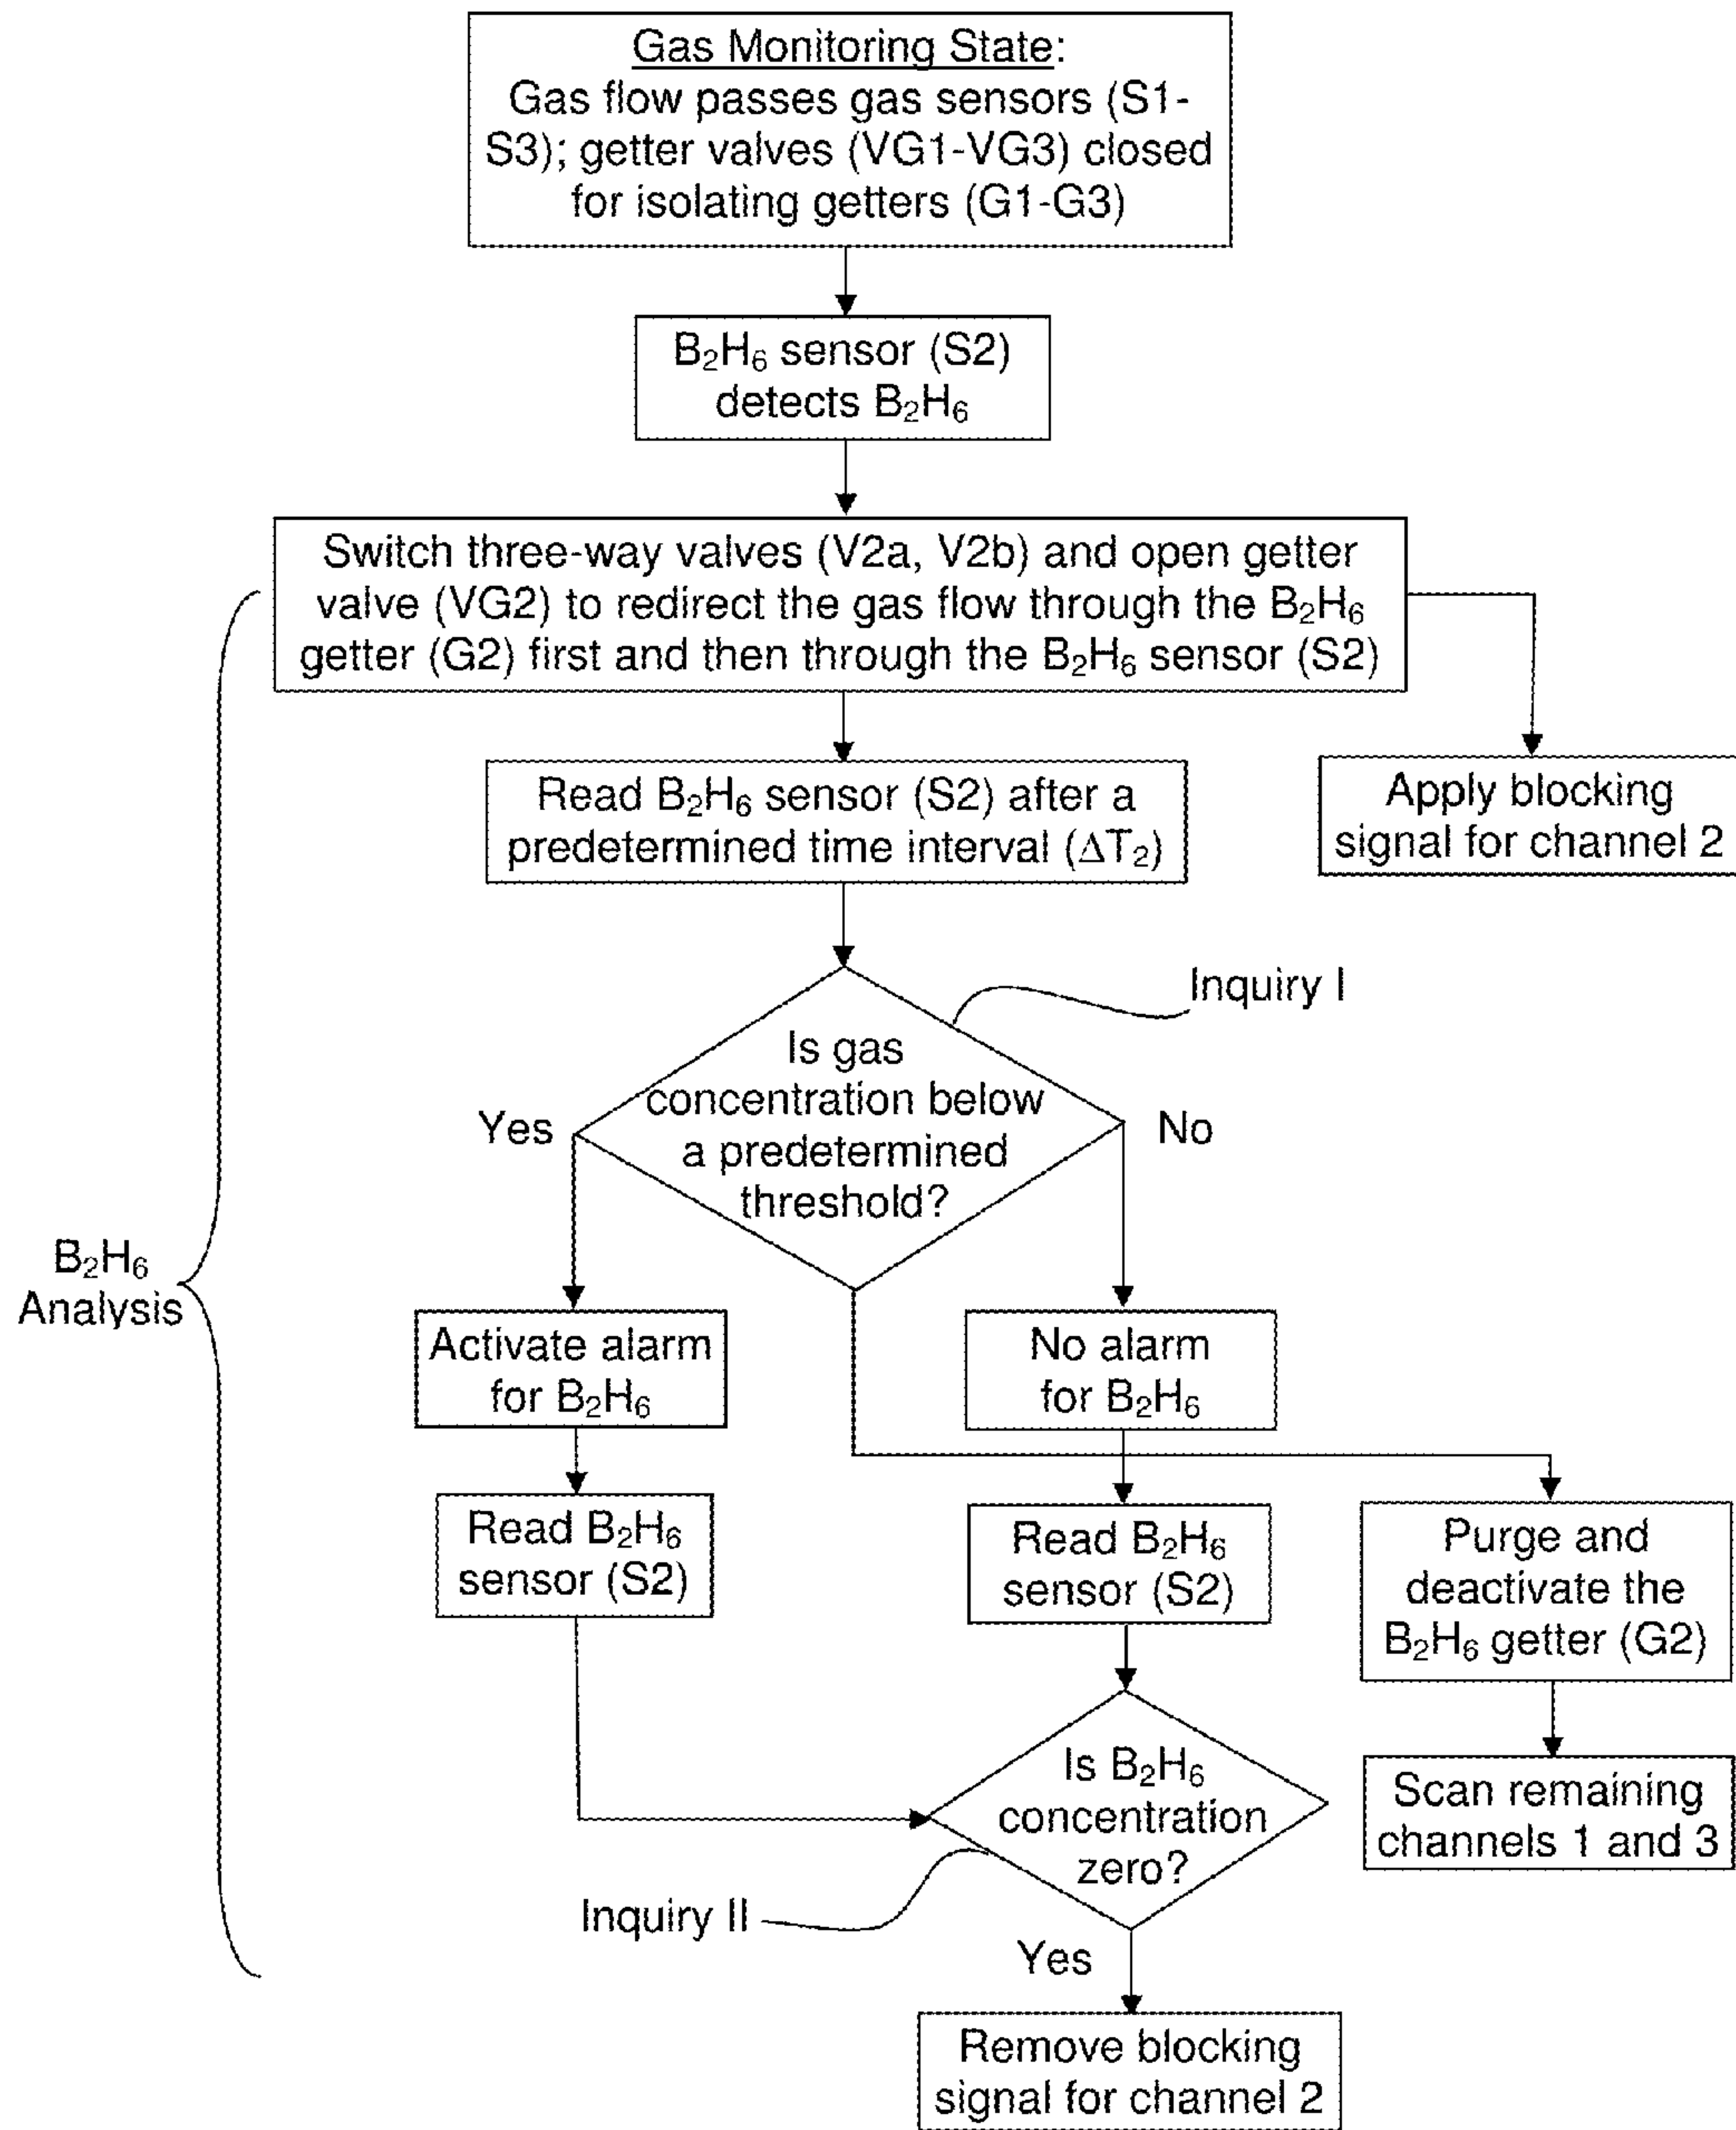 Gas Monitoring State:
Gas flow passes gas sensors (S1-
S3); getter valves (VG1-VG3) closed
for isolating getters (G1-G3)
B₂H₆ sensor (S2)
detects B₂H₆
Switch three-way valves (V2a, V2b) and open getter
valve (VG2) to redirect the gas flow through the B₂H₆
getter (G2) first and then through the B₂H₆ sensor (S2)
Apply blocking
signal for channel 2
Read B₂H₆ sensor (S2) after a
predetermined time interval (ΔT₂)
Inquiry I
Is gas
concentration below
a predetermined
threshold?
Yes
No
B₂H₆
Analysis
Activate alarm
for B₂H₆
No alarm
for B₂H₆
Read B₂H₆
sensor (S2)
Read B₂H₆
sensor (S2)
Purge and
deactivate the
B₂H₆ getter (G2)
Is B₂H₆
concentration
zero?
Scan remaining
channels 1 and 3
Inquiry II
Yes
Remove blocking
signal for channel 2